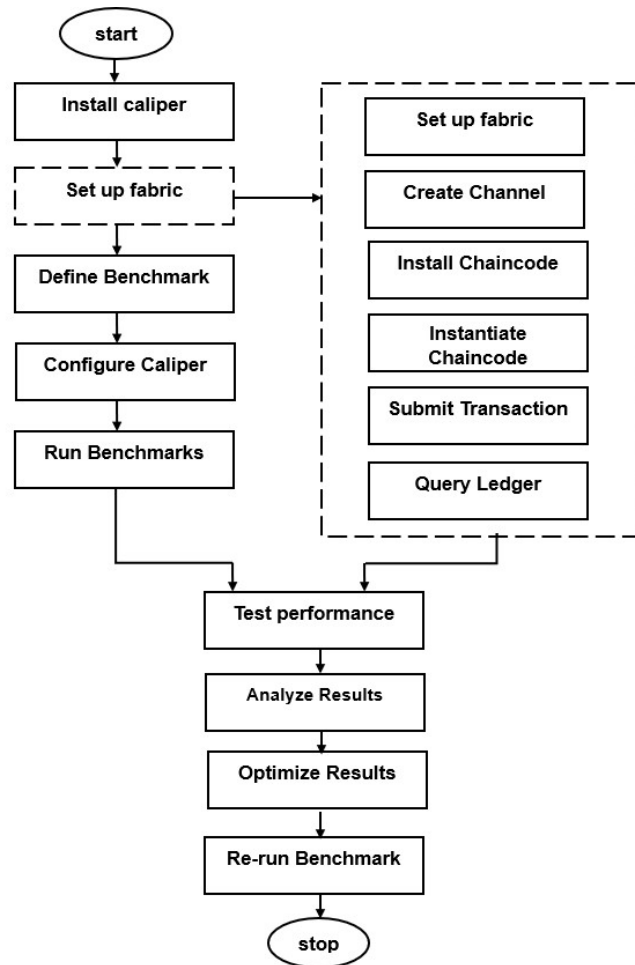 start
Install caliper
Set up fabric
Define Benchmark
Configure Caliper
Run Benchmarks
Set up fabric
Create Channel
Install Chaincode
Instantiate
Chaincode
Submit Transaction
Query Ledger
Test performance
Analyze Results
Optimize Results
Re-run Benchmark
stop